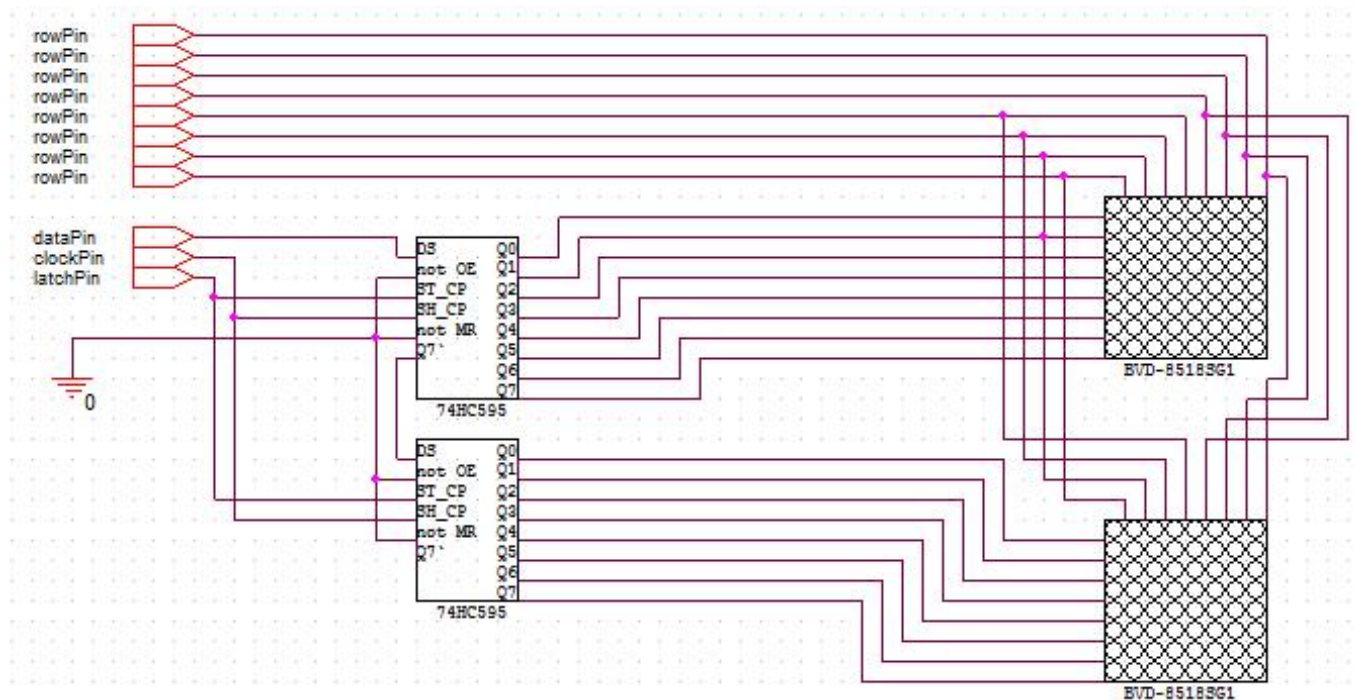 rowPin
rowPin
rowPin
rowPin
rowPin
rowPin
rowPin
rowPin
dataPin
clockPin
latchPin
0
DS Q0
not OE Q1
ST_CP Q2
SH_CP Q3
not MR Q4
Q7` Q5
Q6
Q7
74HC595
BVD-8518SG1
DS Q0
not OE Q1
ST_CP Q2
SH_CP Q3
not MR Q4
Q7` Q5
Q6
Q7
74HC595
BVD-8518SG1